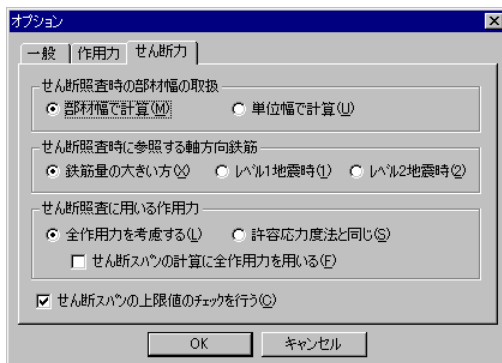 オプション
一般 作用力 せん断力
せん断照査時の部材幅の取扱
部材幅で計算(M) 単位幅で計算(U)
せん断照査時に参照する軸方向鉄筋
鉄筋量の大きい方(X) ﾚﾍﾞﾙ1地震時(1) ﾚﾍﾞﾙ2地震時(2)
せん断照査に用いる作用力
全作用力を考慮する(L) 許容応力度法と同じ(S)
せん断ｽﾊﾟﾝの計算に全作用力を用いる(F)
せん断ｽﾊﾟﾝの上限値のﾁｪｯｸを行う(C)
OK ｷｬﾝｾﾙ